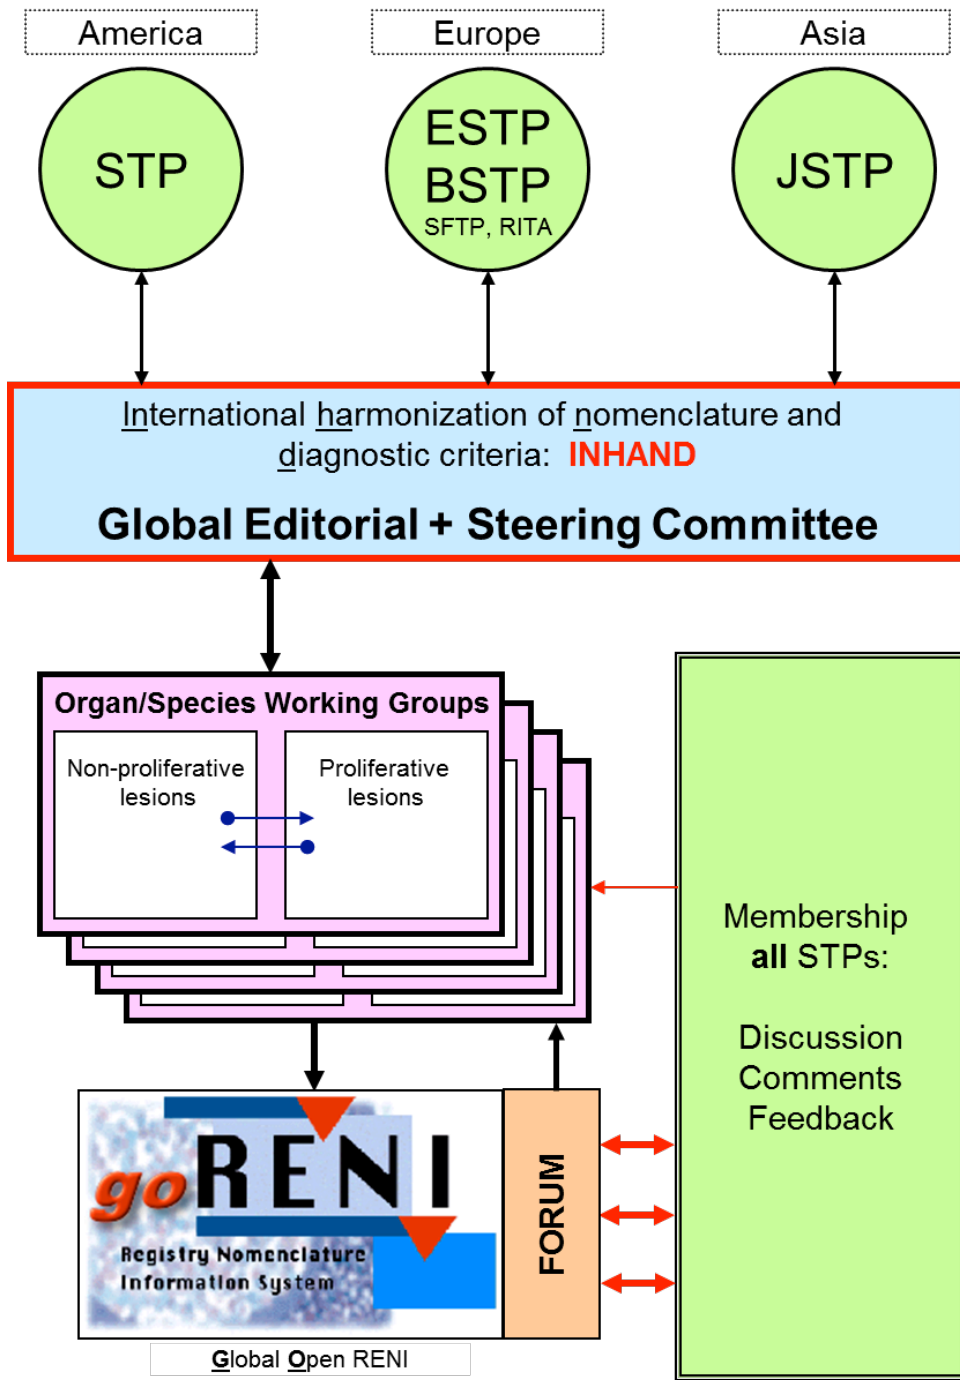 America
Europe
Asia
STP
ESTP
BSTP
SFTP, RITA
JSTP
International harmonization of nomenclature and
diagnostic criteria: INHAND
Global Editorial + Steering Committee
Organ/Species Working Groups
Non-proliferative
lesions
Proliferative
lesions
Membership
all STPs:
Discussion
Comments
Feedback
goRENI
Registry Nomenclature
Information System
FORUM
Global Open RENI